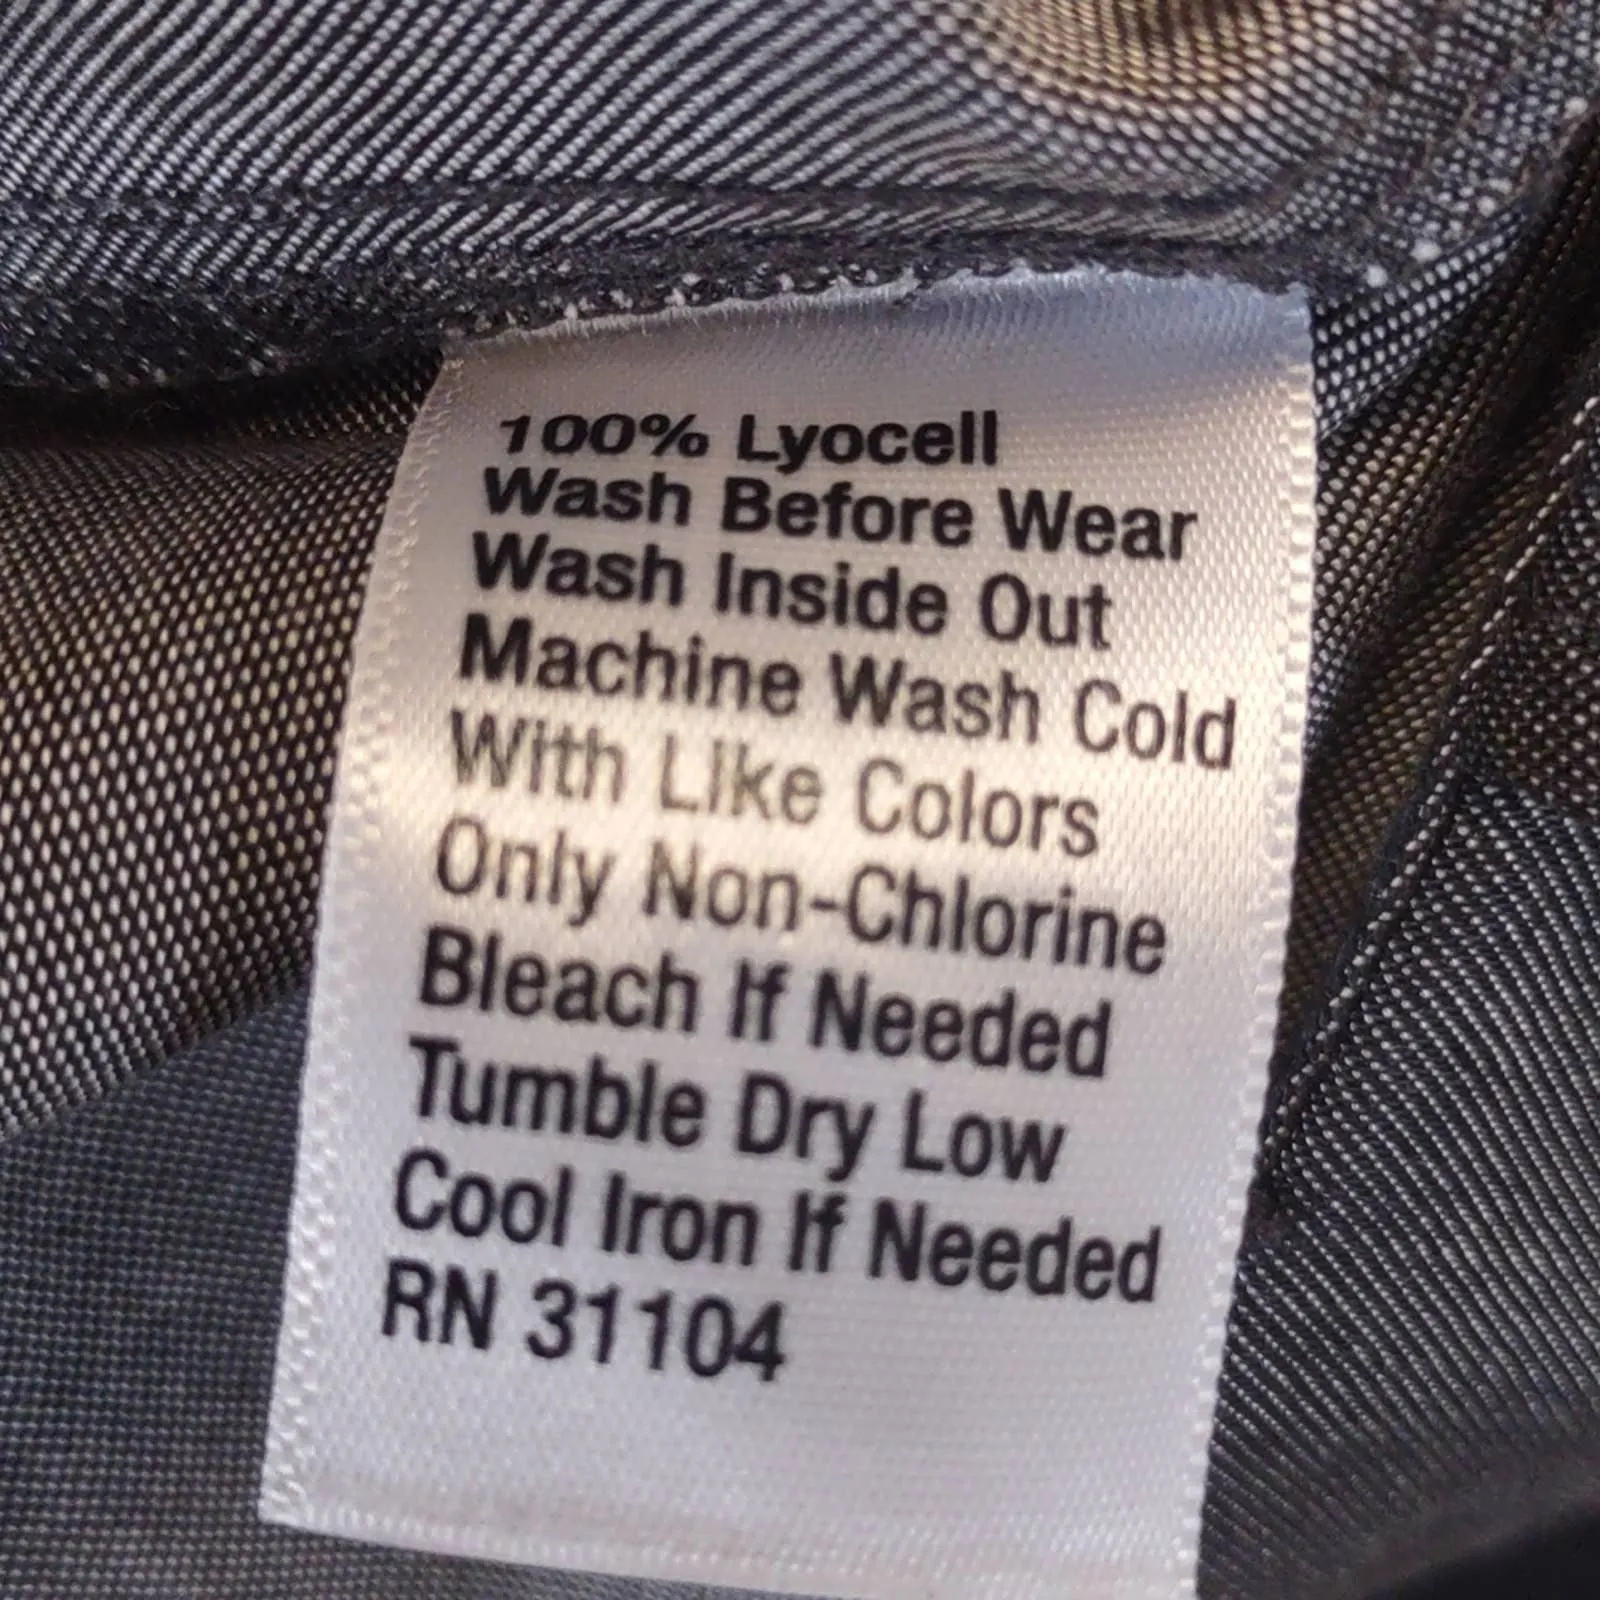 100% Lyocell
Wash Before Wear
Wash Inside Out
Machine Wash Cold
With Like Colors
Only Non-Chlorine
Bleach If Needed
Tumble Dry Low
Cool Iron If Needed
RN 31104